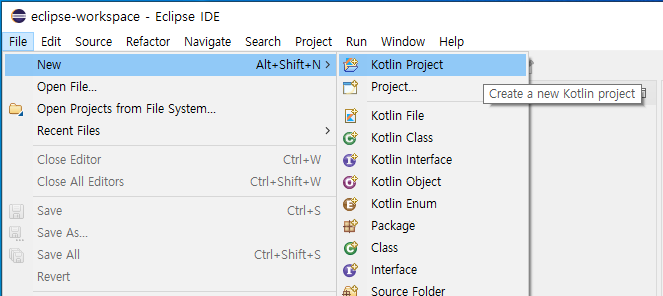 eclipse-workspace - Eclipse IDE
File Edit Source Refactor Navigate Search Project Run Window Help
New Alt+Shift+N >
Open File...
Open Projects from File System...
Recent Files >
Close Editor Ctrl+W
Close All Editors Ctrl+Shift+W
Save Ctrl+S
Save As...
Save All Ctrl+Shift+S
Revert
Kotlin Project
Project...
Create a new Kotlin project
Kotlin File
Kotlin Class
Kotlin Interface
Kotlin Object
Kotlin Enum
Package
Class
Interface
Source Folder